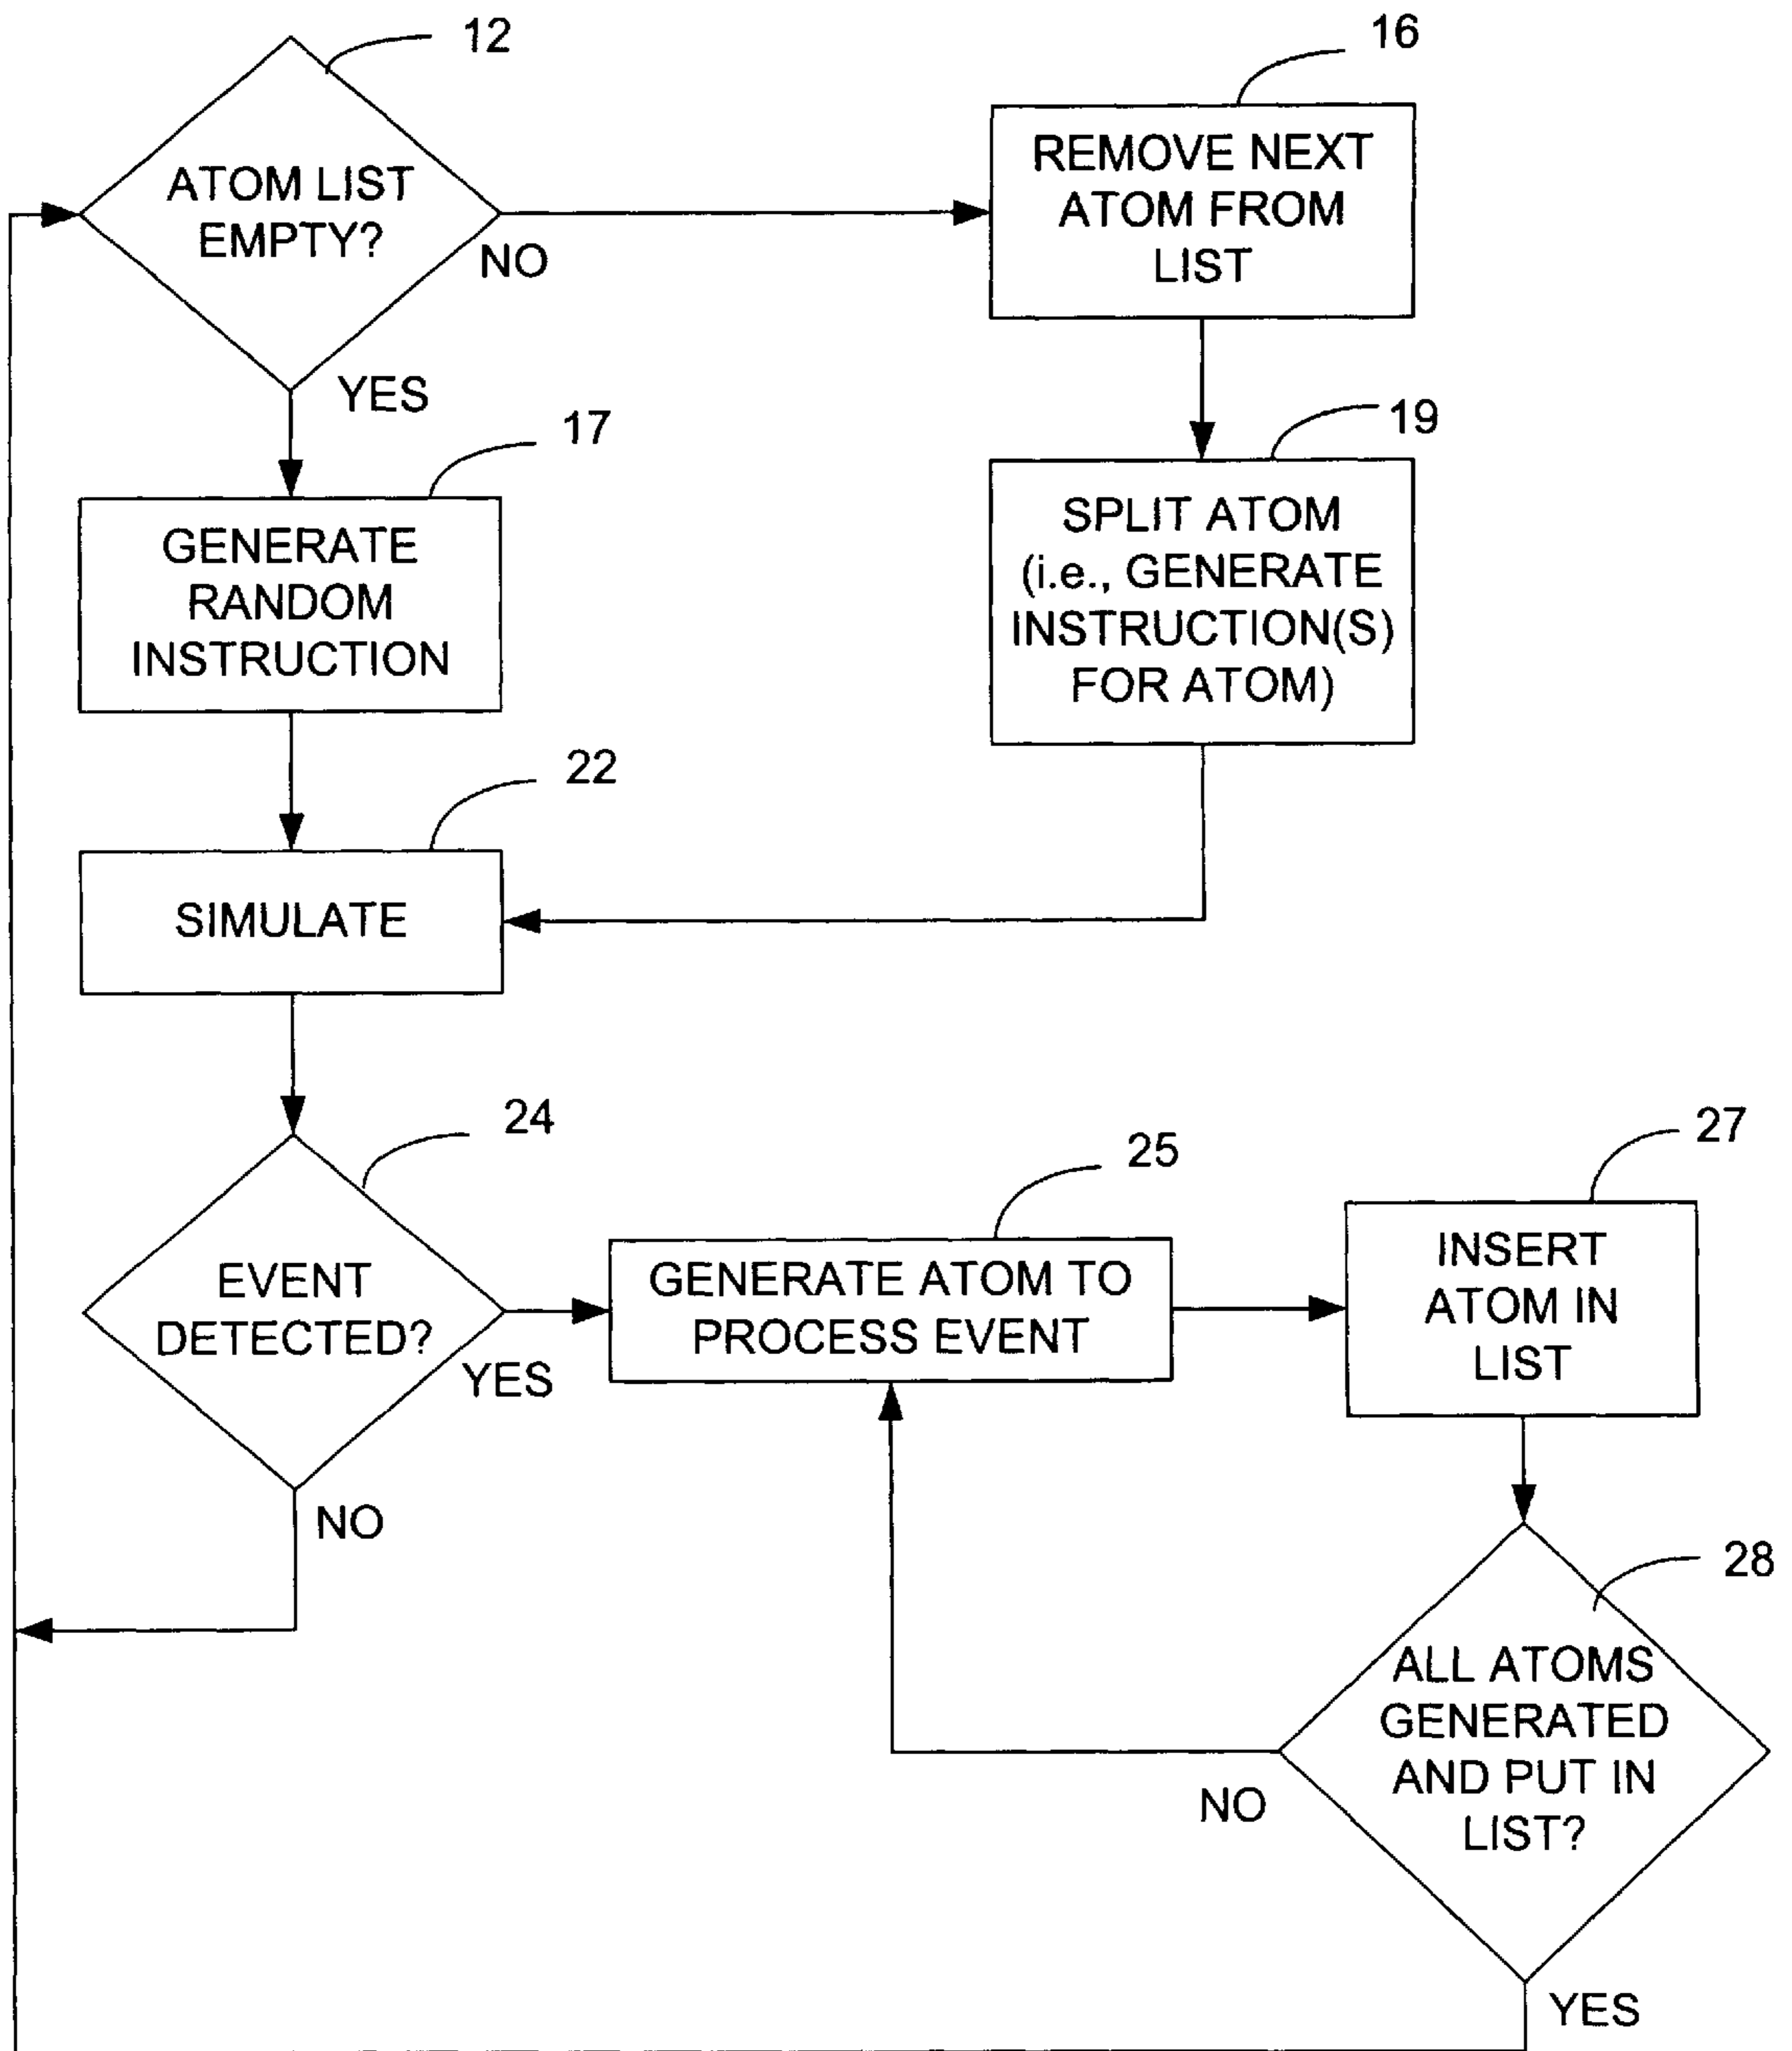 12
ATOM LIST
EMPTY?
NO
YES
16
REMOVE NEXT
ATOM FROM
LIST
17
GENERATE
RANDOM
INSTRUCTION
19
SPLIT ATOM
(i.e., GENERATE
INSTRUCTION(S)
FOR ATOM)
22
SIMULATE
24
EVENT
DETECTED?
YES
NO
25
GENERATE ATOM TO
PROCESS EVENT
27
INSERT
ATOM IN
LIST
28
ALL ATOMS
GENERATED
AND PUT IN
LIST?
NO
YES